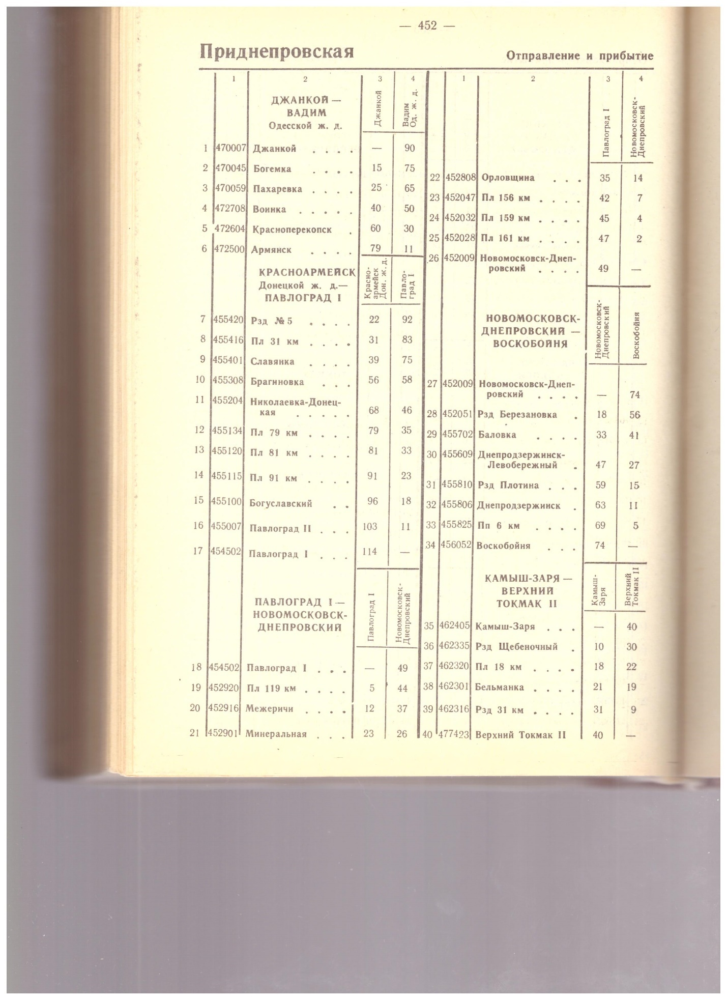 — 452 —
Приднепровская
Отправление и прибытие
1 2 3 4
ДЖАНКОЙ —
ВАДИМ
Одесской ж. д.
Джанкой
Вадим
Од. ж. д.
1 470007 Джанкой . . . . — 90
2 470045 Богемка . . . . 15 75
3 470059 Пахаревка . . . . 25 65
4 472708 Воинка . . . . . 40 50
5 472604 Красноперекопск . 60 30
6 472500 Армянск . . . . 79 11
КРАСНОАРМЕЙСК
Донецкой ж. д.—
ПАВЛОГРАД I
Красно-
армейск
Дон. ж. д.
Павло-
град I
7 455420 Рзд № 5 . . . . 22 92
8 455416 Пл 31 км . . . . 31 83
9 455401 Славянка . . . . 39 75
10 455308 Брагиновка . . . 56 58
11 455204 Николаевка-Донец-
кая . . . . . 68 46
12 455134 Пл 79 км . . . . 79 35
13 455120 Пл 81 км . . . . 81 33
14 455115 Пл 91 км . . . . 91 23
15 455100 Богуславский . . 96 18
16 455007 Павлоград II . . . 103 11
17 454502 Павлоград I . . . 114 —
ПАВЛОГРАД I —
НОВОМОСКОВСК-
ДНЕПРОВСКИЙ
Павлоград I
Новомосковск-
Днепровский
18 454502 Павлоград I . . . — 49
19 452920 Пл 119 км . . . . 5 44
20 452916 Межеричи . . . . 12 37
21 452901 Минеральная . . . 23 26
1 2 3 4
Павлоград I
Новомосковск-
Днепровский
22 452808 Орловщина . . . 35 14
23 452047 Пл 156 км . . . . 42 7
24 452032 Пл 159 км . . . . 45 4
25 452028 Пл 161 км . . . . 47 2
26 452009 Новомосковск-Днеп-
ровский . . . . 49 —
НОВОМОСКОВСК-
ДНЕПРОВСКИЙ —
ВОСКОБОЙНЯ
Новомосковск-
Днепровский
Воскобойня
27 452009 Новомосковск-Днеп-
ровский . . . . — 74
28 452051 Рзд Березановка . 18 56
29 455702 Баловка . . . . 33 41
30 455609 Днепродзержинск-
Левобережный . 47 27
31 455810 Рзд Плотина . . . 59 15
32 455806 Днепродзержинск . 63 11
33 455825 Пп 6 км . . . . 69 5
34 456052 Воскобойня . . . 74 —
КАМЫШ-ЗАРЯ —
ВЕРХНИЙ
ТОКМАК II
Камыш-
Заря
Верхний
Токмак II
35 462405 Камыш-Заря . . . — 40
36 462335 Рзд Щебеночный . 10 30
37 462320 Пл 18 км . . . . 18 22
38 462301 Бельманка . . . . 21 19
39 462316 Рзд 31 км . . . . 31 9
40 477423 Верхний Токмак II 40 —